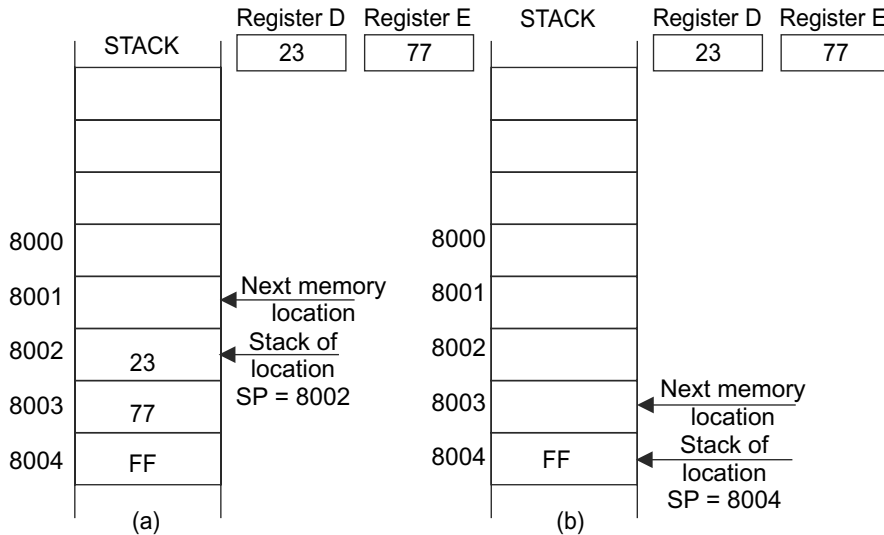 STACK
Register D Register E
23 77
8000
8001
8002 23
8003 77
8004 FF
Next memory
location
Stack of
location
SP = 8002
(a)
STACK
Register D Register E
23 77
8000
8001
8002
8003
8004 FF
Next memory
location
Stack of
location
SP = 8004
(b)